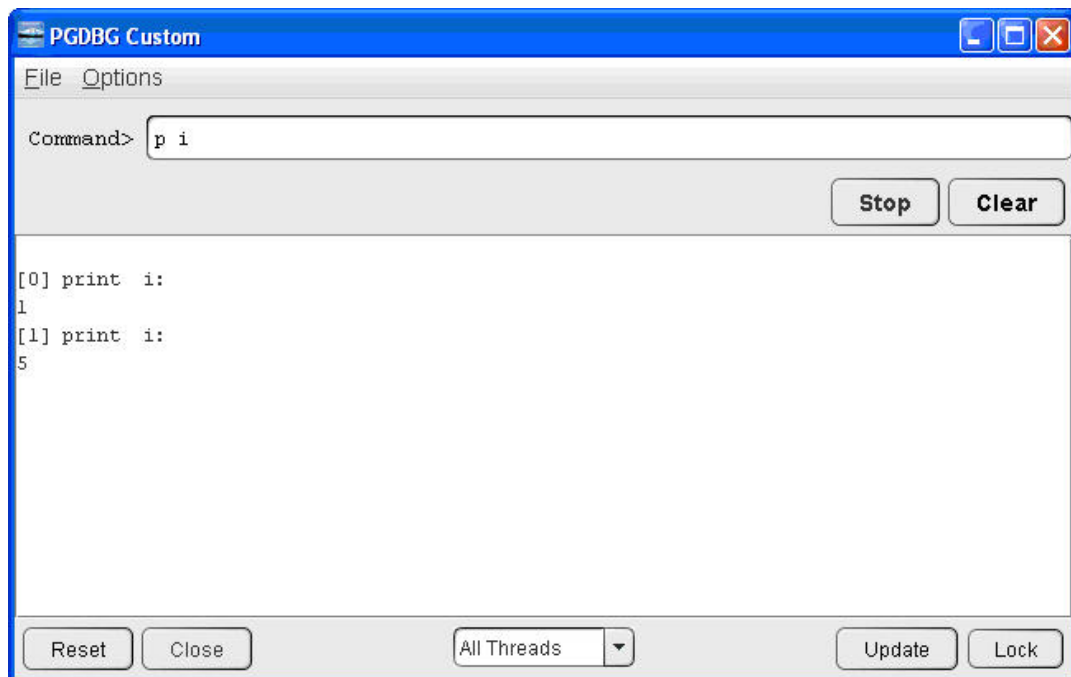 PGDBG Custom
File Options
Command> p i
Stop Clear
[0] print i:
1
[1] print i:
5
Reset Close All Threads Update Lock